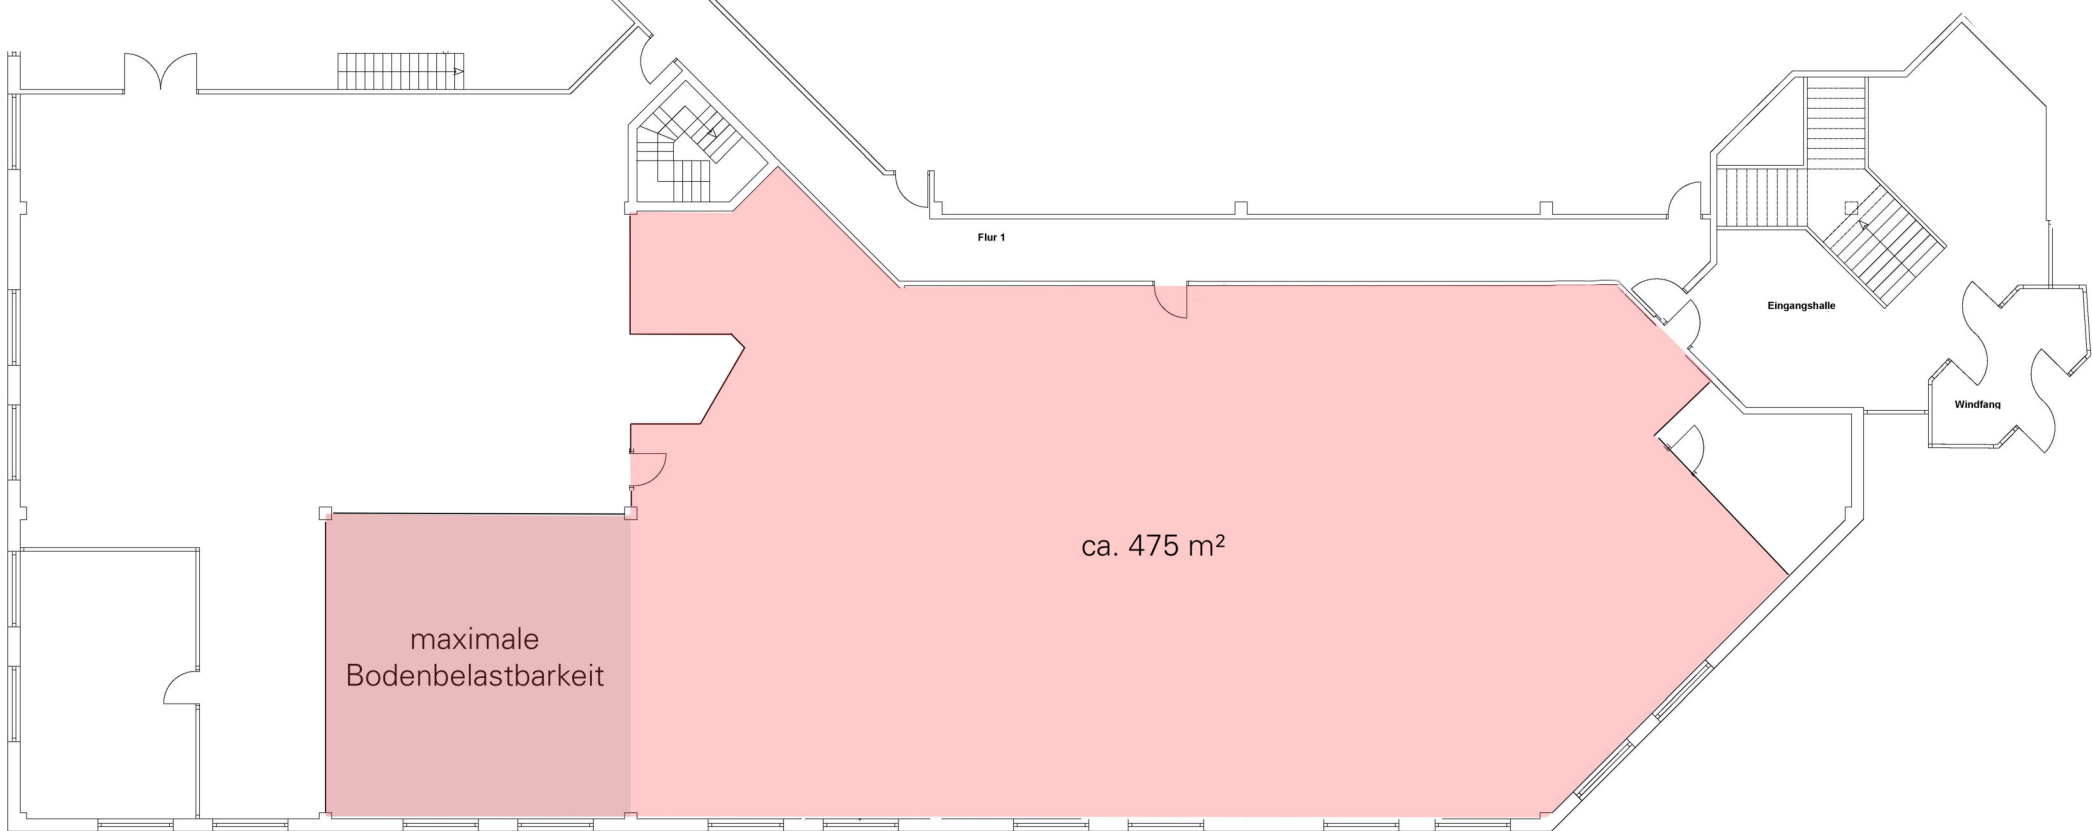 Flur 1
Eingangshalle
Windfang
ca. 475 m²
maximale
Bodenbelastbarkeit